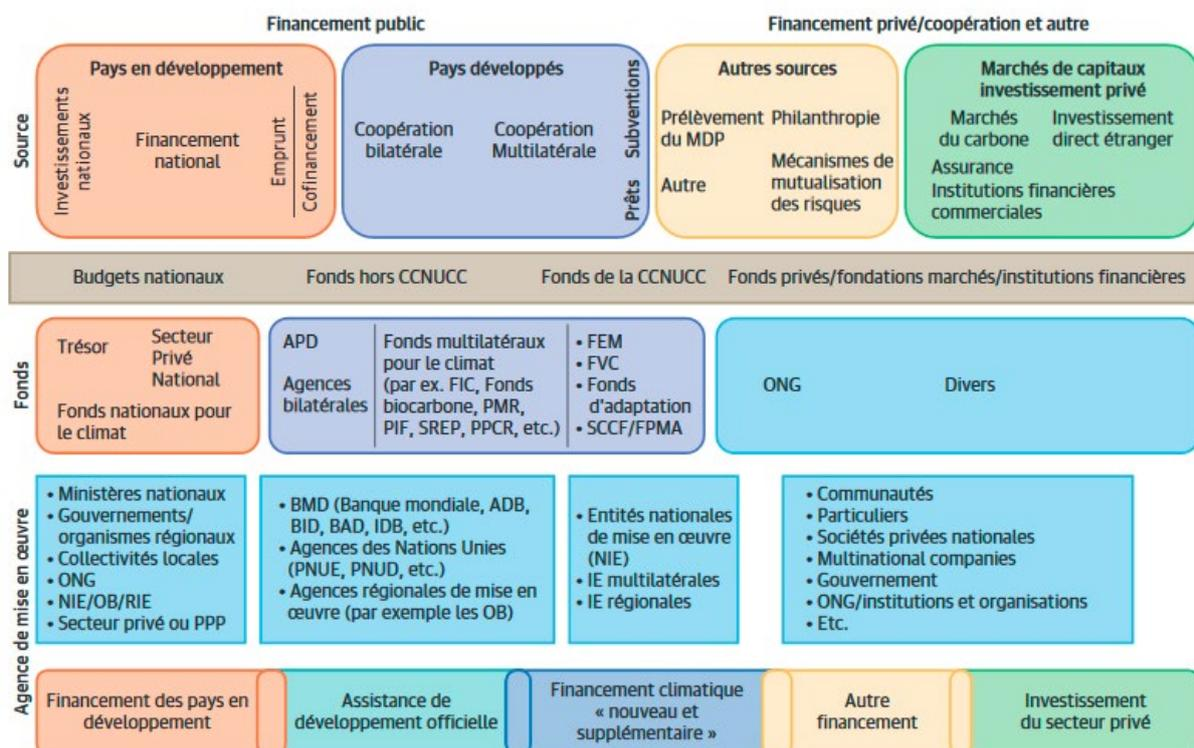 Financement public
Financement privé/coopération et autre
Source
Pays en développement
Investissements
nationaux
Financement
national
Emprunt
Cofinancement
Pays développés
Coopération
bilatérale
Coopération
Multilatérale
Prêts
Subventions
Autres sources
Prélèvement
du MDP
Philanthropie
Autre
Mécanismes de
mutualisation
des risques
Marchés de capitaux
investissement privé
Marchés
du carbone
Investissement
direct étranger
Assurance
Institutions financières
commerciales
Budgets nationaux
Fonds hors CCNUCC
Fonds de la CCNUCC
Fonds privés/fondations marchés/institutions financières
Fonds
Trésor
Secteur
Privé
National
Fonds nationaux pour
le climat
APD
Agences
bilatérales
Fonds multilatéraux
pour le climat
(par ex. FIC, Fonds
biocarbone, PMR,
PIF, SREP, PPCR, etc.)
• FEM
• FVC
• Fonds
d'adaptation
• SCCF/FPMA
ONG
Divers
Agence de mise en œuvre
• Ministères nationaux
• Gouvernements/
organismes régionaux
• Collectivités locales
• ONG
• NIE/OB/RIE
• Secteur privé ou PPP
• BMD (Banque mondiale, ADB,
BID, BAD, IDB, etc.)
• Agences des Nations Unies
(PNUE, PNUD, etc.)
• Agences régionales de mise en
œuvre (par exemple les OB)
• Entités nationales
de mise en œuvre
(NIE)
• IE multilatérales
• IE régionales
• Communautés
• Particuliers
• Sociétés privées nationales
• Multinational companies
• Gouvernement
• ONG/institutions et organisations
• Etc.
Financement des pays en
développement
Assistance de
développement officielle
Financement climatique
« nouveau et
supplémentaire »
Autre
financement
Investissement
du secteur privé